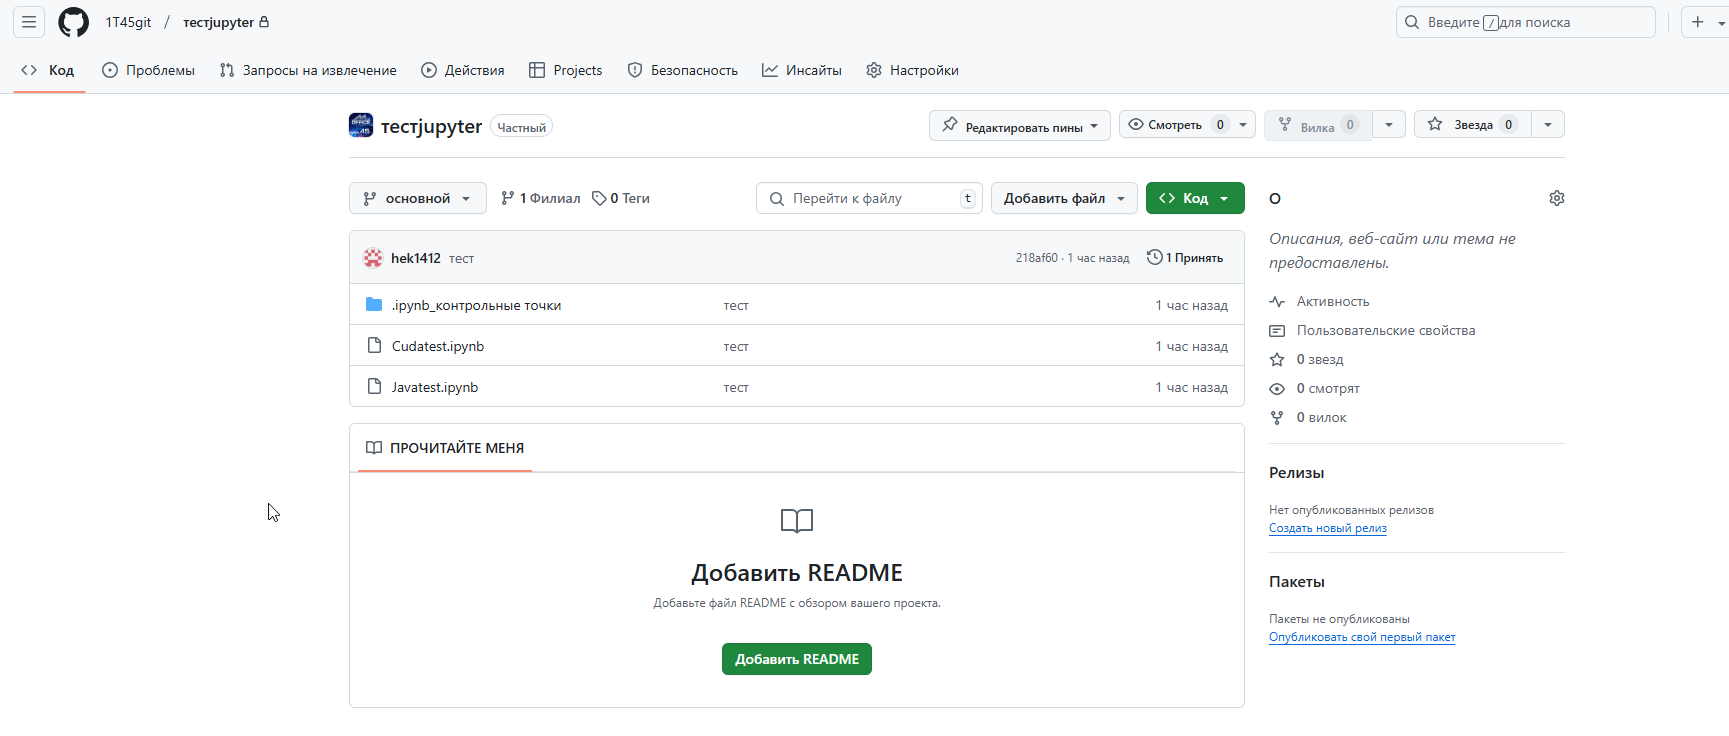 1T45git / тестjupyter
Введите / для поиска
Код Проблемы Запросы на извлечение Действия Projects Безопасность Инсайты Настройки
тестjupyter Частный
Редактировать пины Смотреть 0 Вилка 0 Звезда 0
основной 1 Филиал 0 Теги Перейти к файлу t Добавить файл Код
hek1412 тест 218af60 · 1 час назад 1 Принять
.ipynb_контрольные точки тест 1 час назад
Cudatest.ipynb тест 1 час назад
Javatest.ipynb тест 1 час назад
ПРОЧИТАЙТЕ МЕНЯ
Добавить README
Добавьте файл README с обзором вашего проекта.
Добавить README
О
Описания, веб-сайт или тема не
предоставлены.
Активность
Пользовательские свойства
0 звезд
0 смотрят
0 вилок
Релизы
Нет опубликованных релизов
Создать новый релиз
Пакеты
Пакеты не опубликованы
Опубликовать свой первый пакет